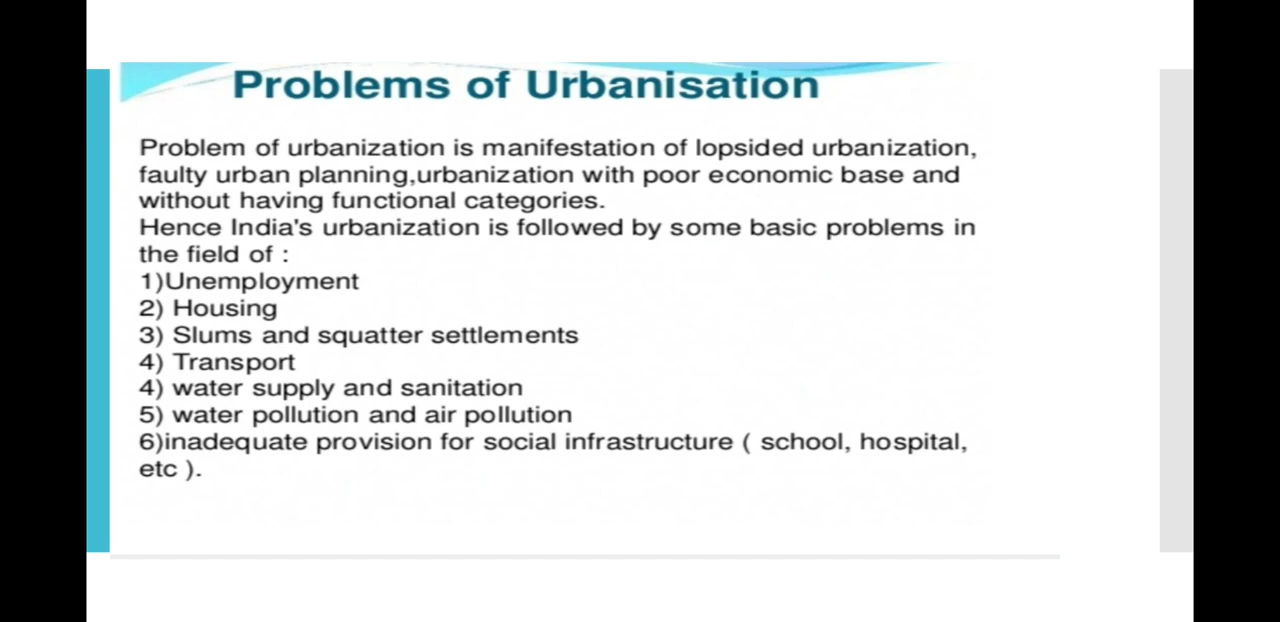 Problems of Urbanisation
Problem of urbanization is manifestation of lopsided urbanization,
faulty urban planning,urbanization with poor economic base and
without having functional categories.
Hence India's urbanization is followed by some basic problems in
the field of :
1)Unemployment
2) Housing
3) Slums and squatter settlements
4) Transport
4) water supply and sanitation
5) water pollution and air pollution
6)inadequate provision for social infrastructure ( school, hospital,
etc ).